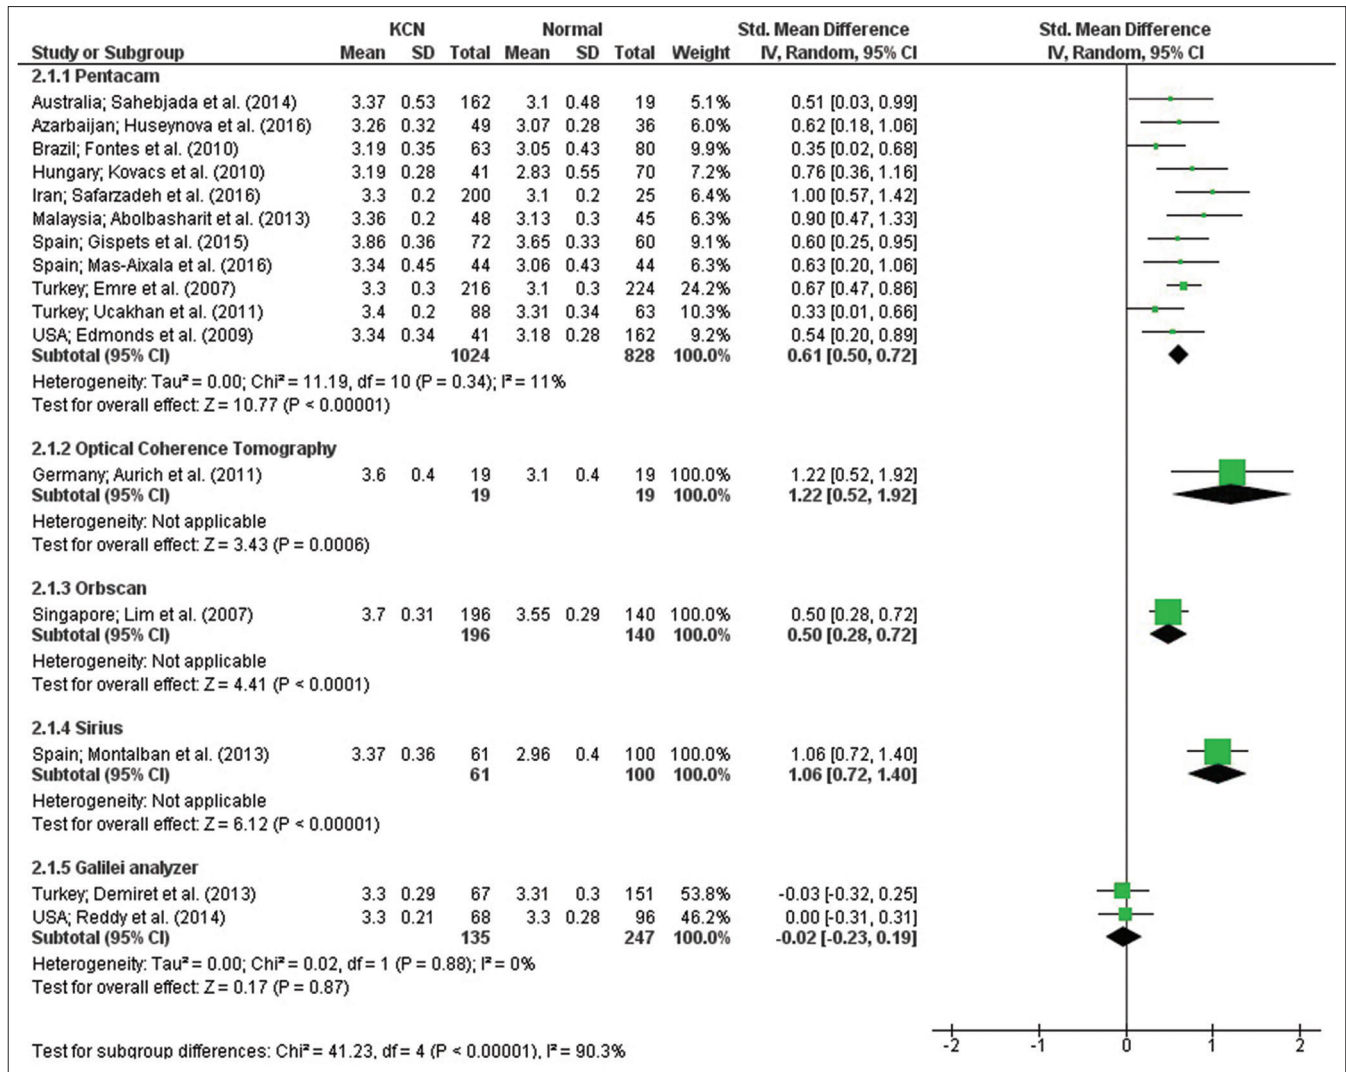 KCN Normal Std. Mean Difference Std. Mean Difference
Study or Subgroup Mean SD Total Mean SD Total Weight IV, Random, 95% CI IV, Random, 95% CI
2.1.1 Pentacam
Australia; Sahebjada et al. (2014) 3.37 0.53 162 3.1 0.48 19 5.1% 0.51 [0.03, 0.99]
Azarbaijan; Huseynova et al. (2016) 3.26 0.32 49 3.07 0.28 36 6.0% 0.62 [0.18, 1.06]
Brazil; Fontes et al. (2010) 3.19 0.35 63 3.05 0.43 80 9.9% 0.35 [0.02, 0.68]
Hungary; Kovacs et al. (2010) 3.19 0.28 41 2.83 0.55 70 7.2% 0.76 [0.36, 1.16]
Iran; Safarzadeh et al. (2016) 3.3 0.2 200 3.1 0.2 25 6.4% 1.00 [0.57, 1.42]
Malaysia; Abolbasharit et al. (2013) 3.36 0.2 48 3.13 0.3 45 6.3% 0.90 [0.47, 1.33]
Spain; Gispets et al. (2015) 3.86 0.36 72 3.65 0.33 60 9.1% 0.60 [0.25, 0.95]
Spain; Mas-Aixala et al. (2016) 3.34 0.45 44 3.06 0.43 44 6.3% 0.63 [0.20, 1.06]
Turkey; Emre et al. (2007) 3.3 0.3 216 3.1 0.3 224 24.2% 0.67 [0.47, 0.86]
Turkey; Ucakhan et al. (2011) 3.4 0.2 88 3.31 0.34 63 10.3% 0.33 [0.01, 0.66]
USA; Edmonds et al. (2009) 3.34 0.34 41 3.18 0.28 162 9.2% 0.54 [0.20, 0.89]
Subtotal (95% CI) 1024 828 100.0% 0.61 [0.50, 0.72]
Heterogeneity: Tau² = 0.00; Chi² = 11.19, df = 10 (P = 0.34); I² = 11%
Test for overall effect: Z = 10.77 (P < 0.00001)
2.1.2 Optical Coherence Tomography
Germany; Aurich et al. (2011) 3.6 0.4 19 3.1 0.4 19 100.0% 1.22 [0.52, 1.92]
Subtotal (95% CI) 19 19 100.0% 1.22 [0.52, 1.92]
Heterogeneity: Not applicable
Test for overall effect: Z = 3.43 (P = 0.0006)
2.1.3 Orbscan
Singapore; Lim et al. (2007) 3.7 0.31 196 3.55 0.29 140 100.0% 0.50 [0.28, 0.72]
Subtotal (95% CI) 196 140 100.0% 0.50 [0.28, 0.72]
Heterogeneity: Not applicable
Test for overall effect: Z = 4.41 (P < 0.0001)
2.1.4 Sirius
Spain; Montalban et al. (2013) 3.37 0.36 61 2.96 0.4 100 100.0% 1.06 [0.72, 1.40]
Subtotal (95% CI) 61 100 100.0% 1.06 [0.72, 1.40]
Heterogeneity: Not applicable
Test for overall effect: Z = 6.12 (P < 0.00001)
2.1.5 Galilei analyzer
Turkey; Demiret et al. (2013) 3.3 0.29 67 3.31 0.3 151 53.8% -0.03 [-0.32, 0.25]
USA; Reddy et al. (2014) 3.3 0.21 68 3.3 0.28 96 46.2% 0.00 [-0.31, 0.31]
Subtotal (95% CI) 135 247 100.0% -0.02 [-0.23, 0.19]
Heterogeneity: Tau² = 0.00; Chi² = 0.02, df = 1 (P = 0.88); I² = 0%
Test for overall effect: Z = 0.17 (P = 0.87)
-2 -1 0 1 2
Test for subgroup differences: Chi² = 41.23, df = 4 (P < 0.00001), I² = 90.3%